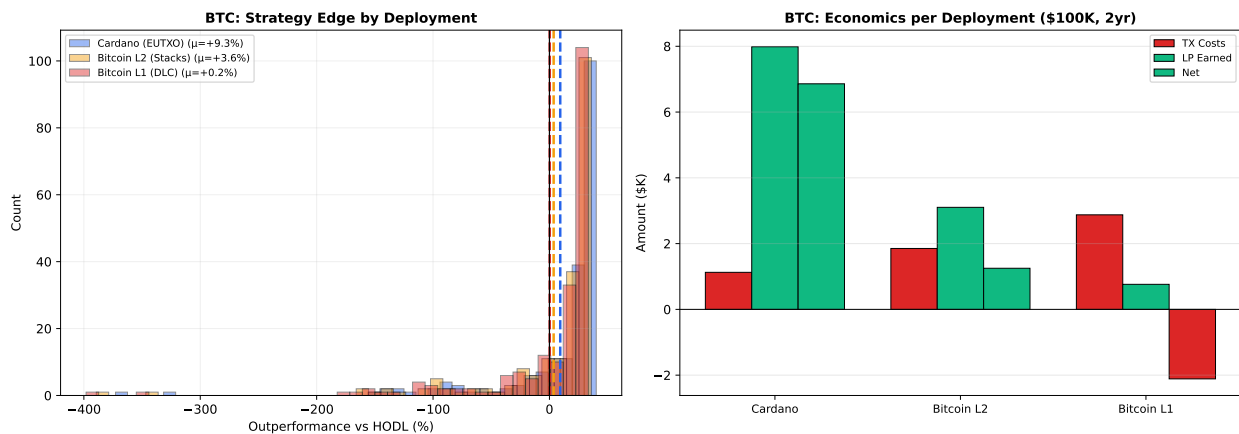 BTC: Strategy Edge by Deployment
Cardano (EUTXO) (μ=+9.3%)
Bitcoin L2 (Stacks) (μ=+3.6%)
Bitcoin L1 (DLC) (μ=+0.2%)
Count
100
80
60
40
20
0
−400
−300
−200
−100
0
Outperformance vs HODL (%)
BTC: Economics per Deployment ($100K, 2yr)
TX Costs
LP Earned
Net
Amount ($K)
8
6
4
2
0
−2
Cardano
Bitcoin L2
Bitcoin L1